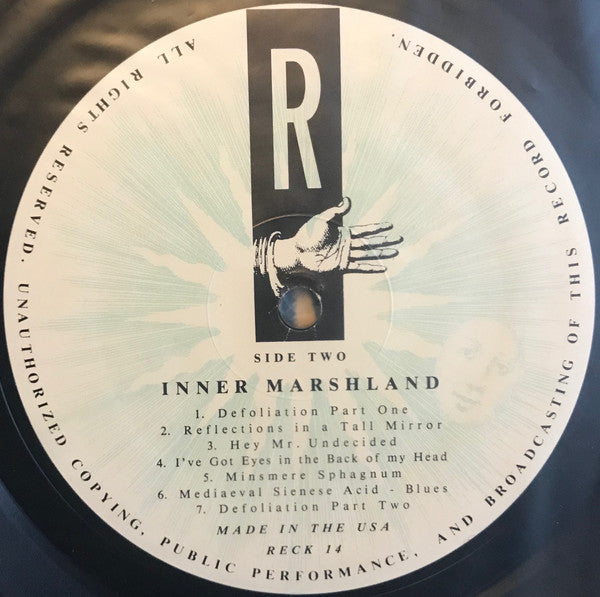 R
SIDE TWO
INNER MARSHLAND
1. Defoliation Part One
2. Reflections in a Tall Mirror
3. Hey Mr. Undecided
4. I've Got Eyes in the Back of my Head
5. Minsmere Sphagnum
6. Mediaeval Sienese Acid - Blues
7. Defoliation Part Two
MADE IN THE USA
RECK 14
ALL RIGHTS RESERVED. UNAUTHORIZED COPYING, PUBLIC PERFORMANCE, AND BROADCASTING OF THIS RECORD FORBIDDEN.